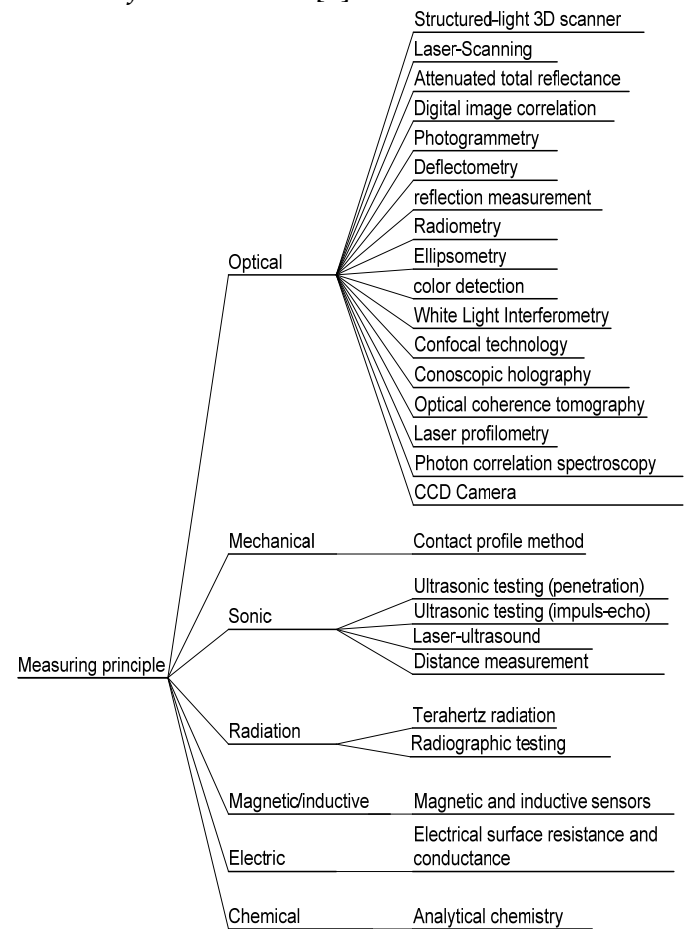 Structured-light 3D scanner
Laser-Scanning
Attenuated total reflectance
Digital image correlation
Photogrammetry
Deflectometry
reflection measurement
Radiometry
Optical
Ellipsometry
color detection
White Light Interferometry
Confocal technology
Conoscopic holography
Optical coherence tomography
Laser profilometry
Photon correlation spectroscopy
CCD Camera
Mechanical
Contact profile method
Sonic
Ultrasonic testing (penetration)
Ultrasonic testing (impuls-echo)
Laser-ultrasound
Distance measurement
Measuring principle
Radiation
Terahertz radiation
Radiographic testing
Magnetic/inductive
Magnetic and inductive sensors
Electric
Electrical surface resistance and
conductance
Chemical
Analytical chemistry